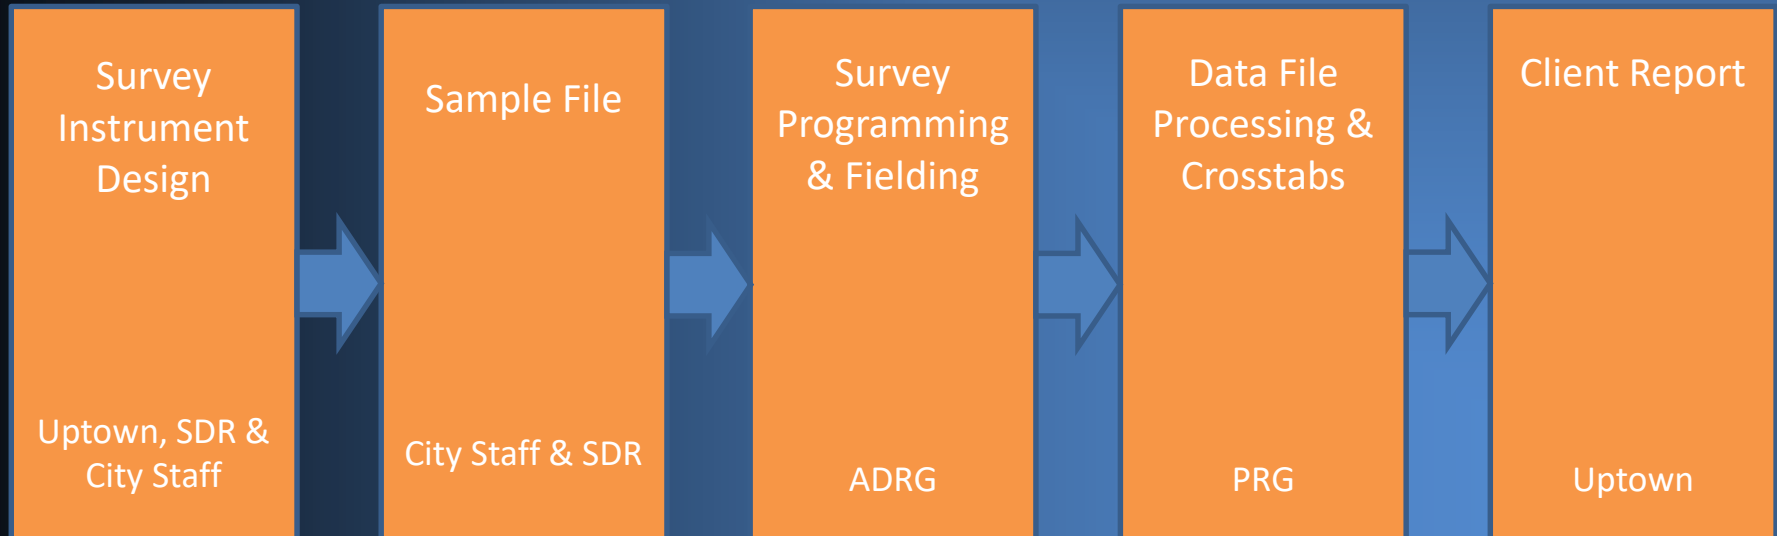 Survey
Instrument
Design
Uptown, SDR &
City Staff
Sample File
City Staff & SDR
Survey
Programming
& Fielding
ADRG
Data File
Processing &
Crosstabs
PRG
Client Report
Uptown